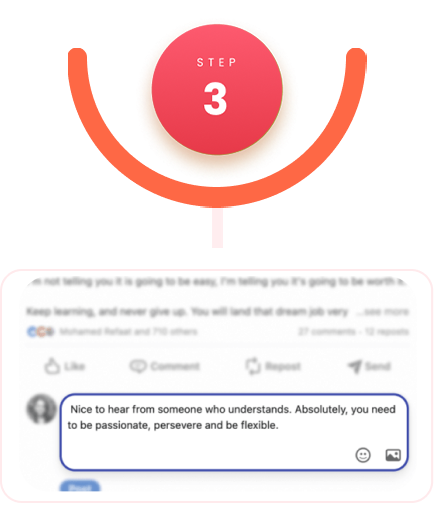 STEP
3
m not telling you it is going to be easy, I'm telling you it's going to be worth it.
Keep learning, and never give up. You will land that dream job very ...see more
Mohamed Refaat and 710 others 27 comments · 12 reposts
Like Comment Repost Send
Nice to hear from someone who understands. Absolutely, you need
to be passionate, persevere and be flexible.
Post